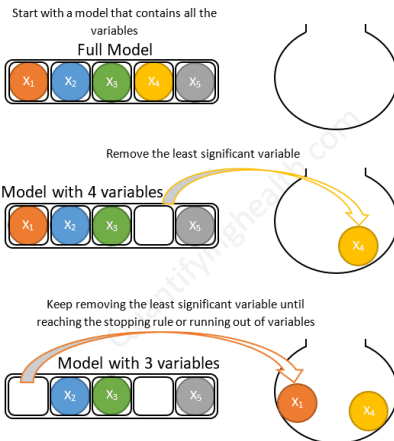 Start with a model that contains all the
variables
Full Model
X₁ X₂ X₃ X₄ X₅
Remove the least significant variable
Model with 4 variables
X₁ X₂ X₃ X₅
X₄
Keep removing the least significant variable until
reaching the stopping rule or running out of variables
Model with 3 variables
X₂ X₃ X₅
X₁ X₄
quantifyinghealth.com